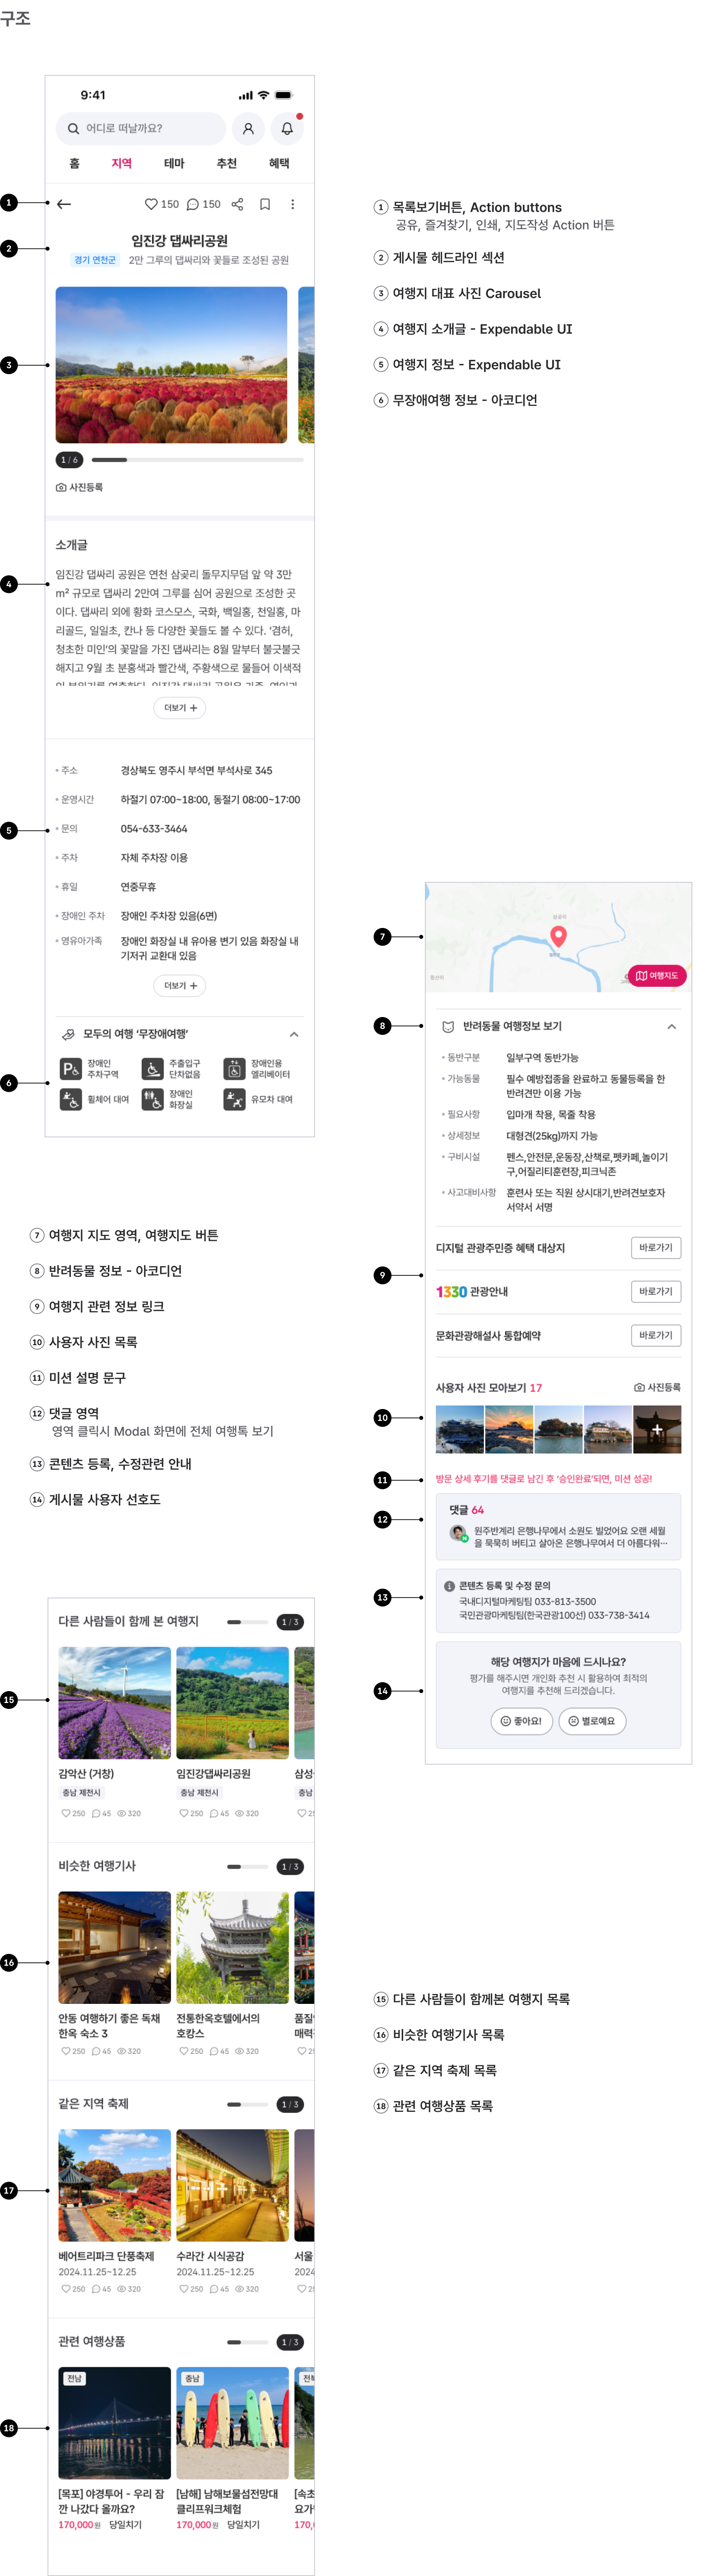 구조
9:41
어디로 떠날까요?
홈 지역 테마 추천 혜택
1
150 150
2
임진강 댑싸리공원
경기 연천군 2만 그루의 댑싸리와 꽃들로 조성된 공원
3
1 / 6
사진등록
4
소개글
임진강 댑싸리 공원은 연천 삼곶리 돌무지무덤 앞 약 3만
m² 규모로 댑싸리 2만여 그루를 심어 공원으로 조성한 곳
이다. 댑싸리 외에 황화 코스모스, 국화, 백일홍, 천일홍, 마
리골드, 일일초, 칸나 등 다양한 꽃들도 볼 수 있다. ‘겸허,
청초한 미인’의 꽃말을 가진 댑싸리는 8월 말부터 불긋불긋
해지고 9월 초 분홍색과 빨간색, 주황색으로 물들어 이색적
더보기 +
5
주소 경상북도 영주시 부석면 부석사로 345
운영시간 하절기 07:00~18:00, 동절기 08:00~17:00
문의 054-633-3464
주차 자체 주차장 이용
휴일 연중무휴
장애인 주차 장애인 주차장 있음(6면)
영유아가족 장애인 화장실 내 유아용 변기 있음 화장실 내
기저귀 교환대 있음
더보기 +
모두의 여행 ‘무장애여행’
6
장애인
주차구역
주출입구
단차없음
장애인용
엘리베이터
휠체어 대여
장애인
화장실
유모차 대여
① 목록보기버튼, Action buttons
공유, 즐겨찾기, 인쇄, 지도작성 Action 버튼
② 게시물 헤드라인 섹션
③ 여행지 대표 사진 Carousel
④ 여행지 소개글 - Expendable UI
⑤ 여행지 정보 - Expendable UI
⑥ 무장애여행 정보 - 아코디언
7
여행지도
8
반려동물 여행정보 보기
동반구분 일부구역 동반가능
가능동물 필수 예방접종을 완료하고 동물등록을 한
반려견만 이용 가능
필요사항 입마개 착용, 목줄 착용
상세정보 대형견(25kg)까지 가능
구비시설 펜스,안전문,운동장,산책로,펫카페,놀이기
구,어질리티훈련장,피크닉존
사고대비사항 훈련사 또는 직원 상시대기,반려견보호자
서약서 서명
9
디지털 관광주민증 혜택 대상지 바로가기
1330 관광안내 바로가기
문화관광해설사 통합예약 바로가기
사용자 사진 모아보기 17 사진등록
10
11
방문 상세 후기를 댓글로 남긴 후 ‘승인완료’되면, 미션 성공!
12
댓글 64
원주반계리 은행나무에서 소원도 빌었어요 오랜 세월
을 묵묵히 버티고 살아온 은행나무여서 더 아름다워…
13
콘텐츠 등록 및 수정 문의
국내디지털마케팅팀 033-813-3500
국민관광마케팅팀(한국관광100선) 033-738-3414
14
해당 여행지가 마음에 드시나요?
평가를 해주시면 개인화 추천 시 활용하여 최적의
여행지를 추천해 드리겠습니다.
좋아요! 별로예요
⑦ 여행지 지도 영역, 여행지도 버튼
⑧ 반려동물 정보 - 아코디언
⑨ 여행지 관련 정보 링크
⑩ 사용자 사진 목록
⑪ 미션 설명 문구
⑫ 댓글 영역
영역 클릭시 Modal 화면에 전체 여행톡 보기
⑬ 콘텐츠 등록, 수정관련 안내
⑭ 게시물 사용자 선호도
다른 사람들이 함께 본 여행지 1 / 3
15
감악산 (거창) 임진강댑싸리공원 삼성
충남 제천시 충남 제천시 충남
250 45 320 250 45 320
비슷한 여행기사 1 / 3
16
안동 여행하기 좋은 독채
한옥 숙소 3
전통한옥호텔에서의
호캉스
품질
매력
250 45 320 250 45 320
같은 지역 축제 1 / 3
17
베어트리파크 단풍축제 수라간 시식공감 서울
2024.11.25~12.25 2024.11.25~12.25 2024
250 45 320 250 45 320
관련 여행상품 1 / 3
18
전남 충남 전북
[목포] 야경투어 - 우리 잠
깐 나갔다 올까요?
[남해] 남해보물섬전망대
클리프워크체험
[속초
요가
170,000원 당일치기 170,000원 당일치기 170,
⑮ 다른 사람들이 함께본 여행지 목록
⑯ 비슷한 여행기사 목록
⑰ 같은 지역 축제 목록
⑱ 관련 여행상품 목록